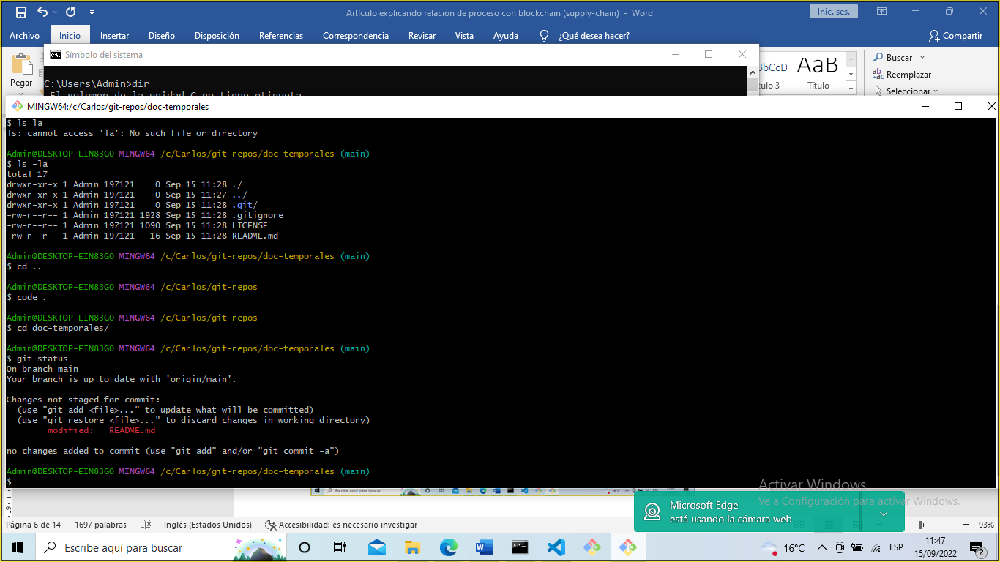 Artículo explicando relación de proceso con blockchain (supply-chain) - Word
Inic. ses.
Archivo Inicio Insertar Diseño Disposición Referencias Correspondencia Revisar Vista Ayuda ¿Qué desea hacer? Compartir
Pegar
Símbolo del sistema
C:\Users\Admin>dir
El volumen de la unidad C no tiene etiqueta.
AaB
Título
Buscar
Reemplazar
Seleccionar
MINGW64:/c/Carlos/git-repos/doc-temporales
$ ls la
ls: cannot access 'la': No such file or directory
Admin@DESKTOP-EIN83GO MINGW64 /c/Carlos/git-repos/doc-temporales (main)
$ ls -la
total 17
drwxr-xr-x 1 Admin 197121    0 Sep 15 11:28 ./
drwxr-xr-x 1 Admin 197121    0 Sep 15 11:27 ../
drwxr-xr-x 1 Admin 197121    0 Sep 15 11:28 .git/
-rw-r--r-- 1 Admin 197121 1928 Sep 15 11:28 .gitignore
-rw-r--r-- 1 Admin 197121 1090 Sep 15 11:28 LICENSE
-rw-r--r-- 1 Admin 197121   16 Sep 15 11:28 README.md
Admin@DESKTOP-EIN83GO MINGW64 /c/Carlos/git-repos/doc-temporales (main)
$ cd ..
Admin@DESKTOP-EIN83GO MINGW64 /c/Carlos/git-repos
$ code .
Admin@DESKTOP-EIN83GO MINGW64 /c/Carlos/git-repos
$ cd doc-temporales/
Admin@DESKTOP-EIN83GO MINGW64 /c/Carlos/git-repos/doc-temporales (main)
$ git status
On branch main
Your branch is up to date with 'origin/main'.
Changes not staged for commit:
(use "git add <file>..." to update what will be committed)
(use "git restore <file>..." to discard changes in working directory)
modified:   README.md
no changes added to commit (use "git add" and/or "git commit -a")
Admin@DESKTOP-EIN83GO MINGW64 /c/Carlos/git-repos/doc-temporales (main)
$
Activar Windows
Ve a Configuración para activar Windows.
Microsoft Edge
está usando la cámara web
Página 6 de 14 1697 palabras Inglés (Estados Unidos) Accesibilidad: es necesario investigar 93%
Escribe aquí para buscar
16°C ESP
11:47
15/09/2022
2